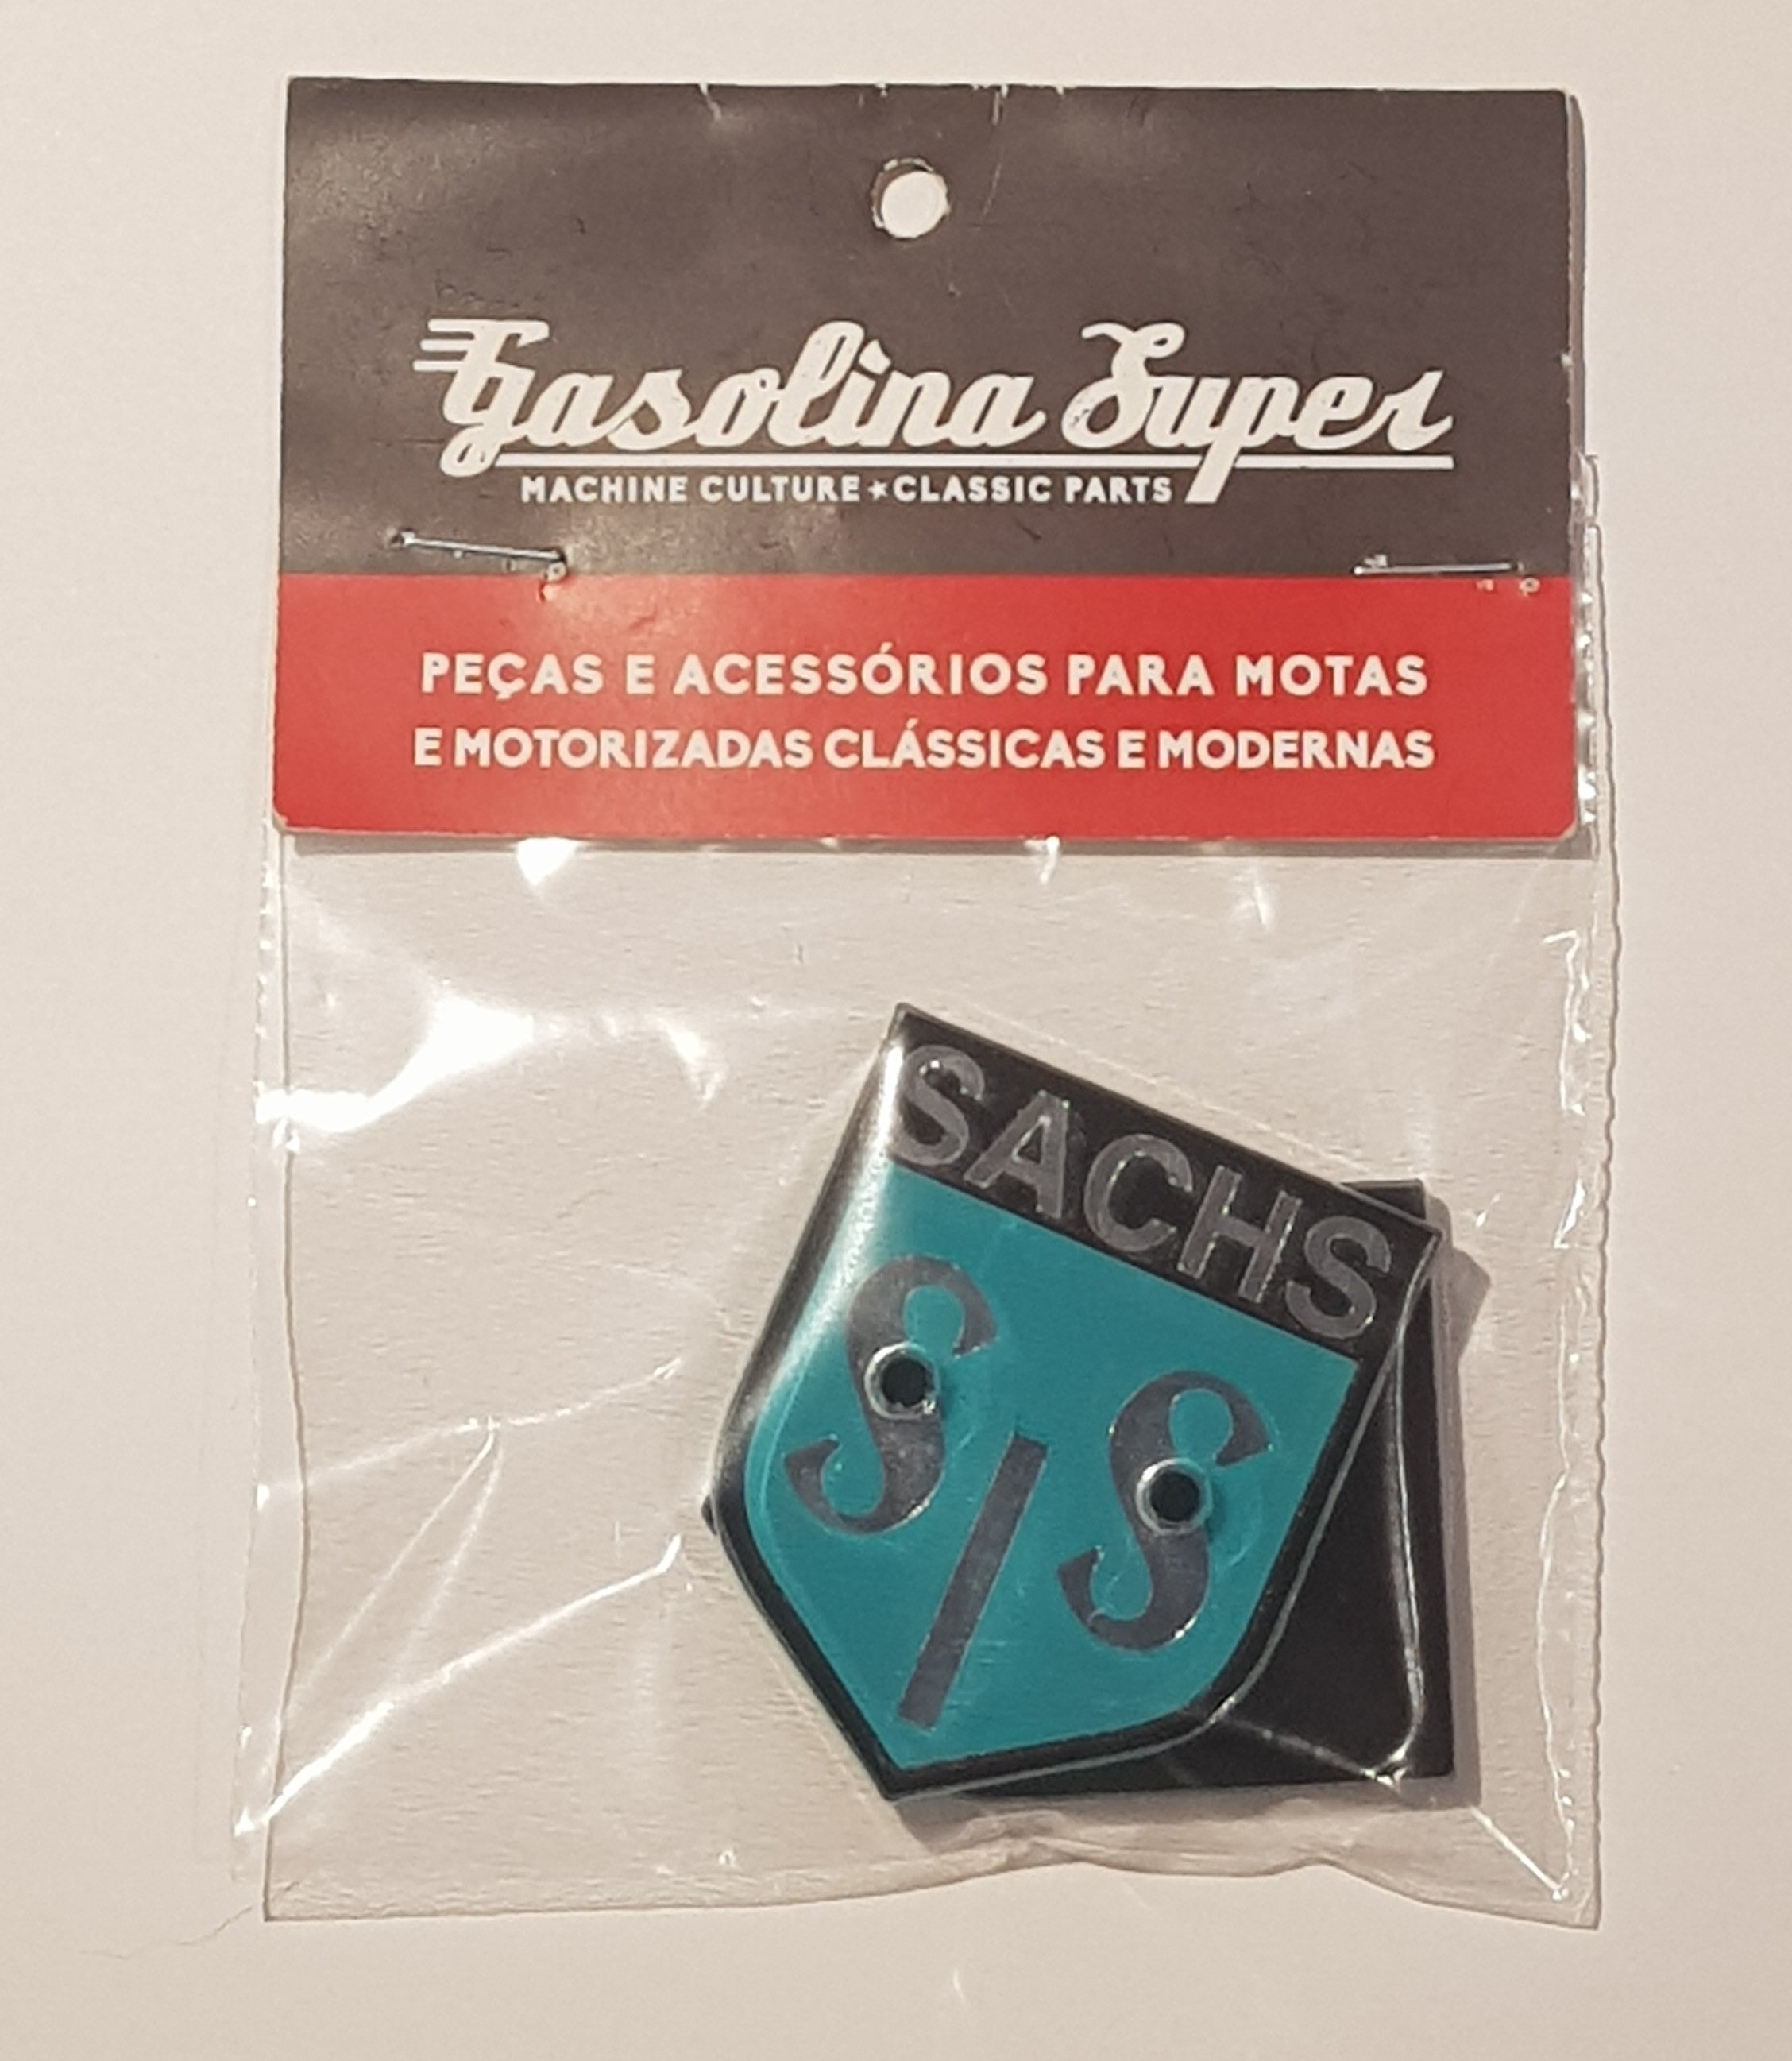 Gasolina Super
MACHINE CULTURE★CLASSIC PARTS
PEÇAS E ACESSÓRIOS PARA MOTAS
E MOTORIZADAS CLÁSSICAS E MODERNAS
SACHS
S/S